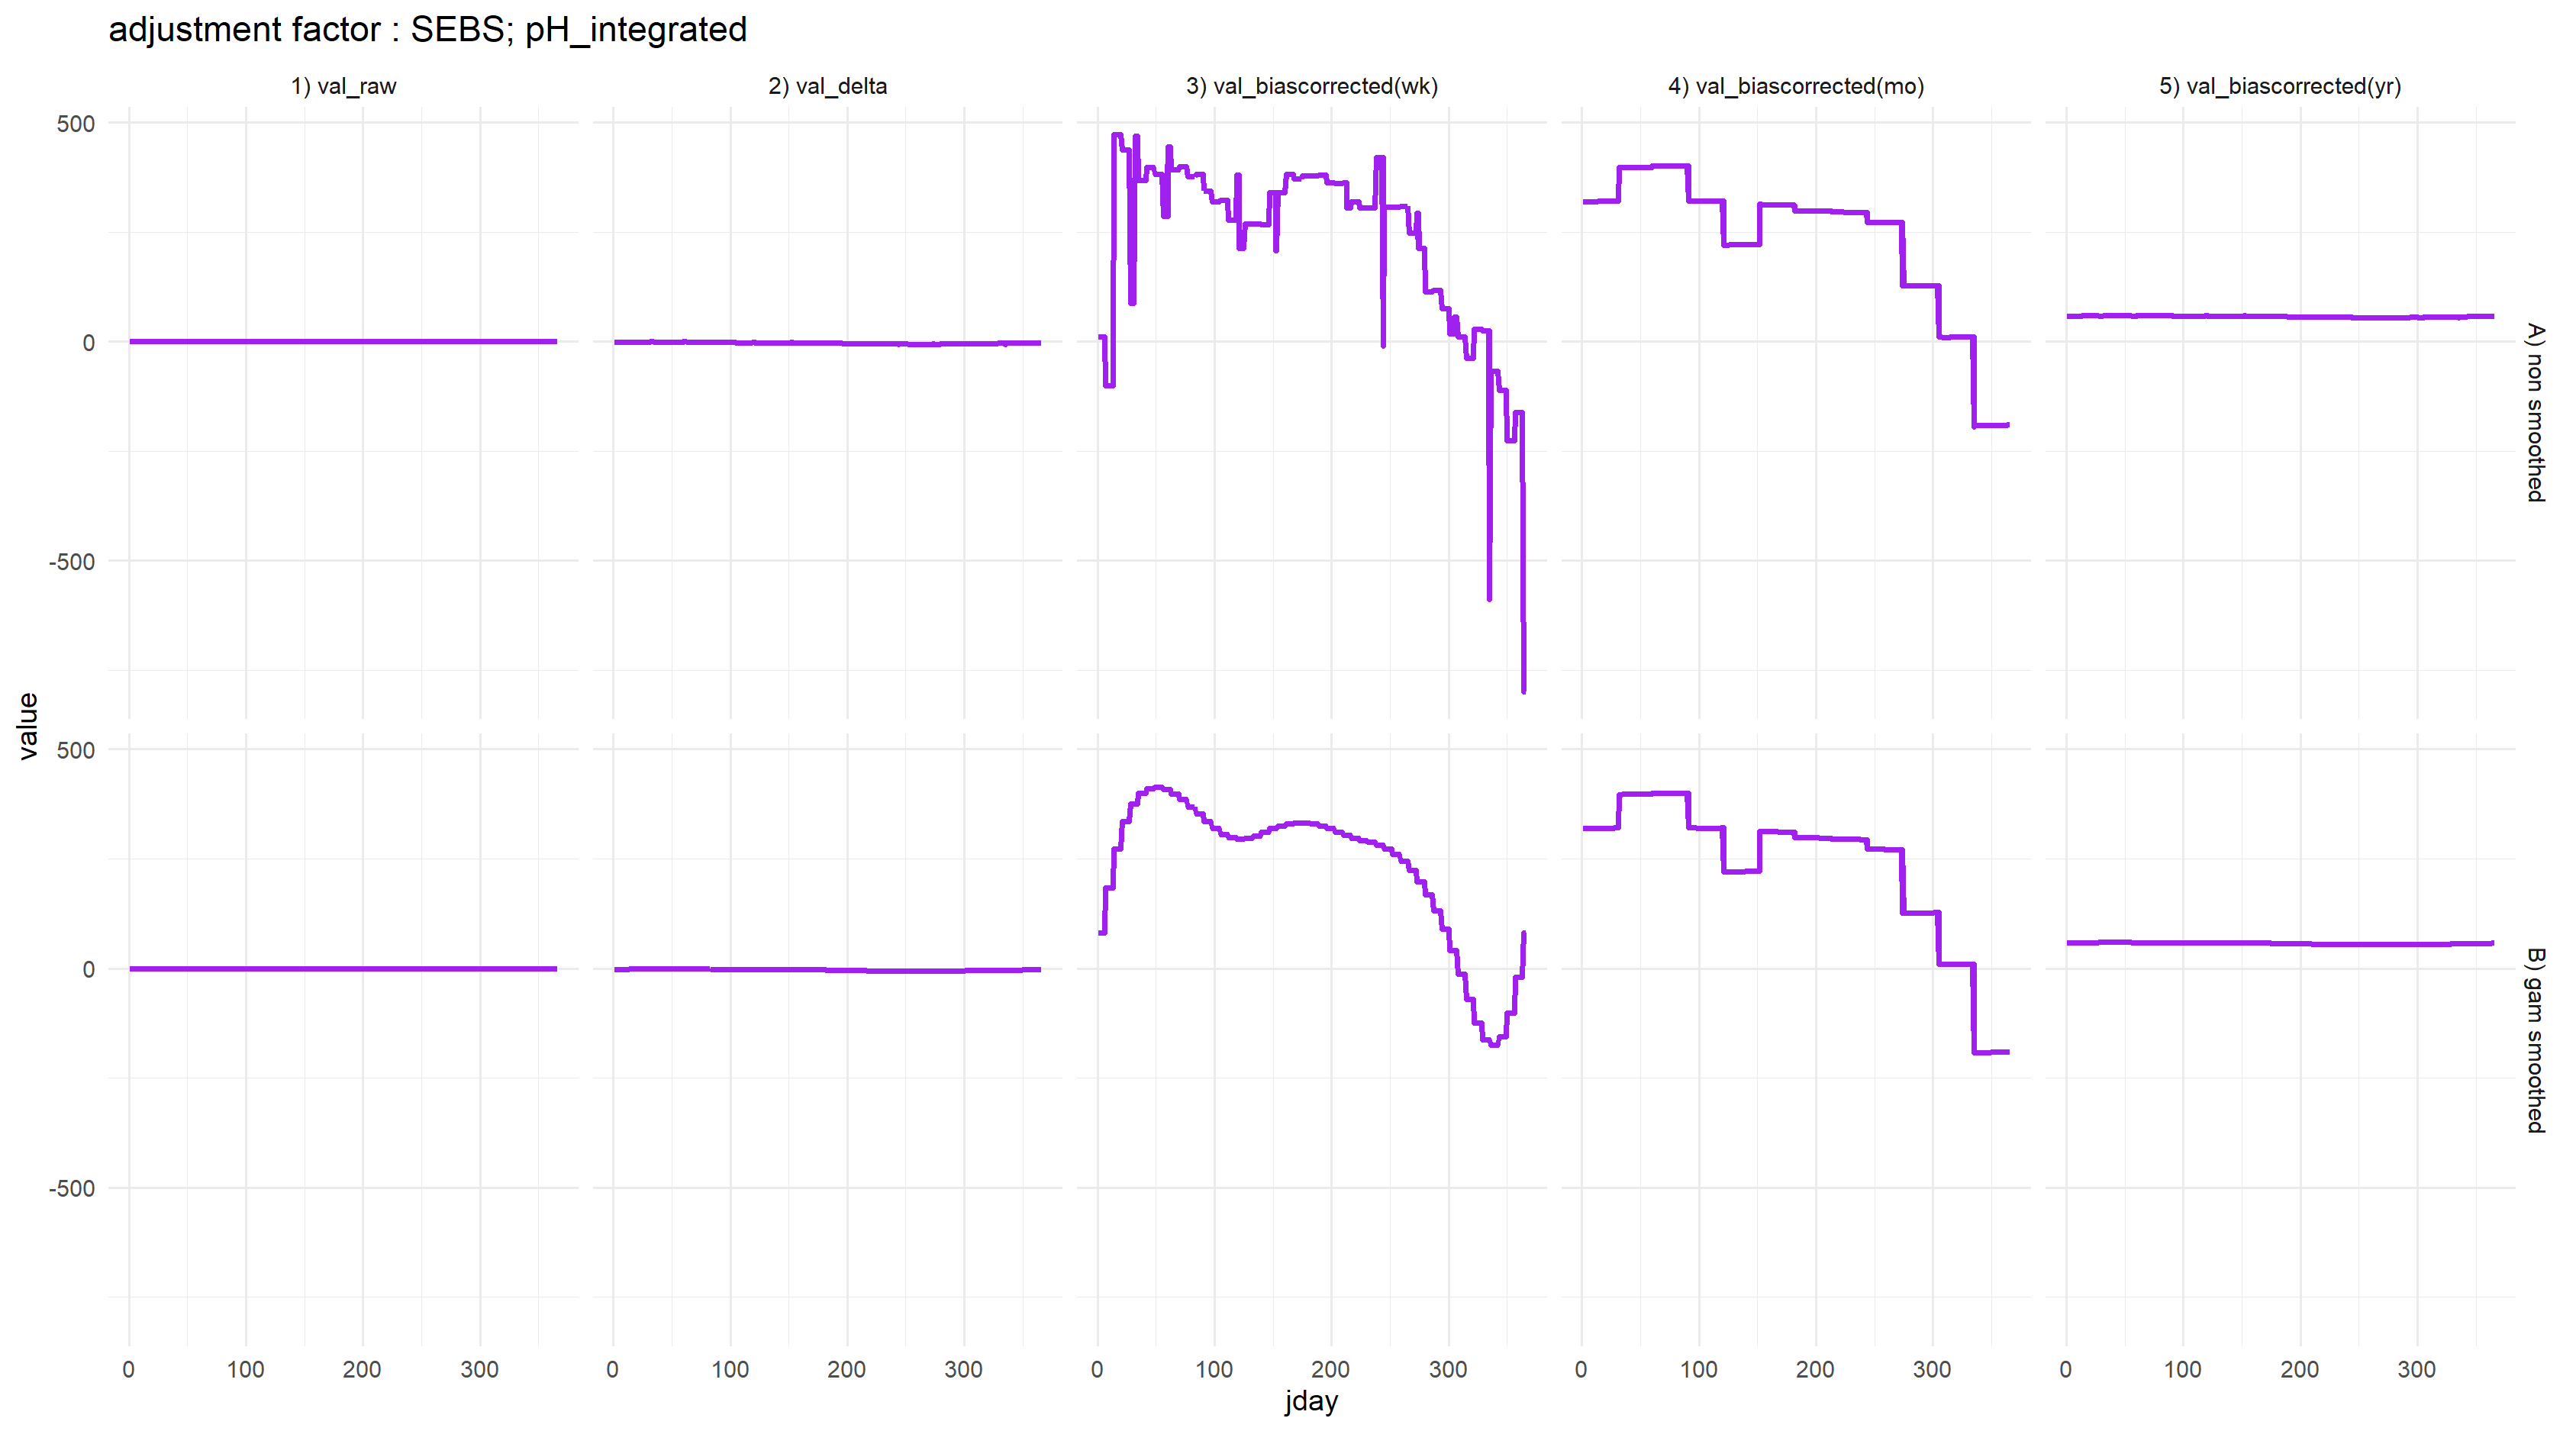 adjustment factor : SEBS; pH_integrated
1) val_raw
2) val_delta
3) val_biascorrected(wk)
4) val_biascorrected(mo)
5) val_biascorrected(yr)
500
0
-500
A) non smoothed
value
500
0
-500
B) gam smoothed
0 100 200 300
0 100 200 300
0 100 200 300
0 100 200 300
0 100 200 300
jday